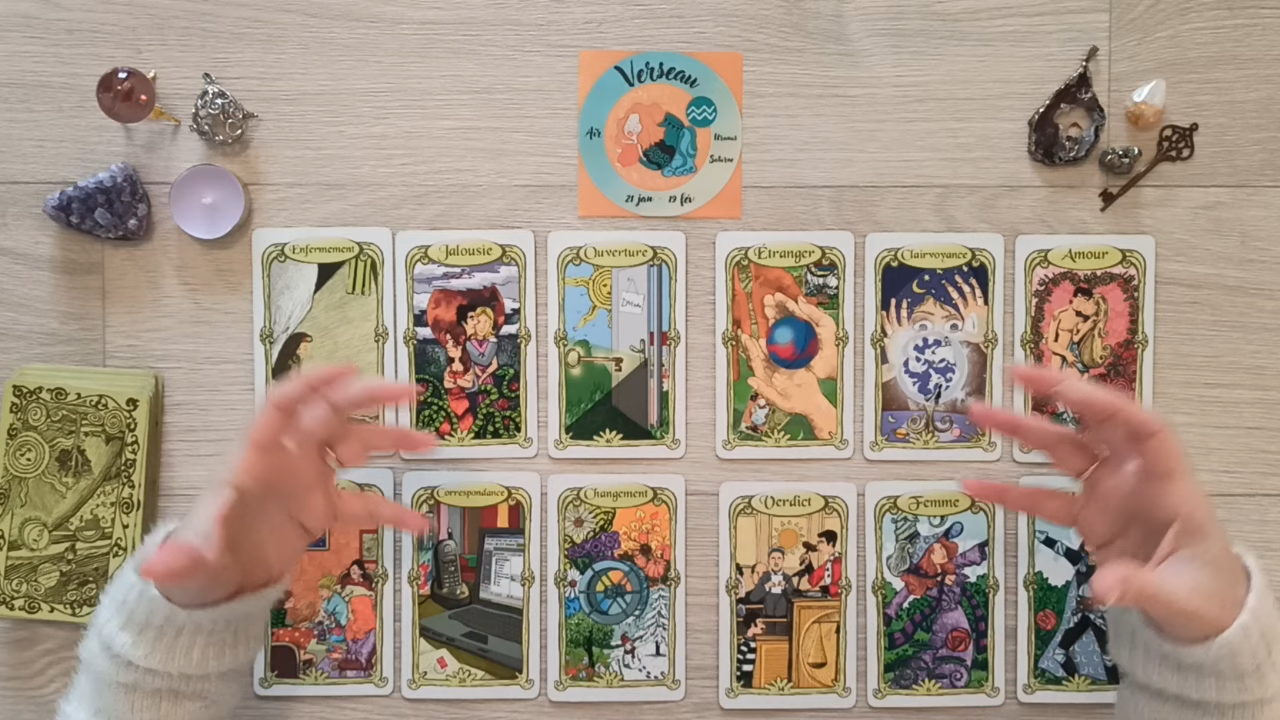 Verseau
Air
Uranus
Saturne
21 jan - 19 fév
Enfermement
Jalousie
Ouverture
Étranger
Clairvoyance
Amour
Correspondance
Changement
Verdict
Femme